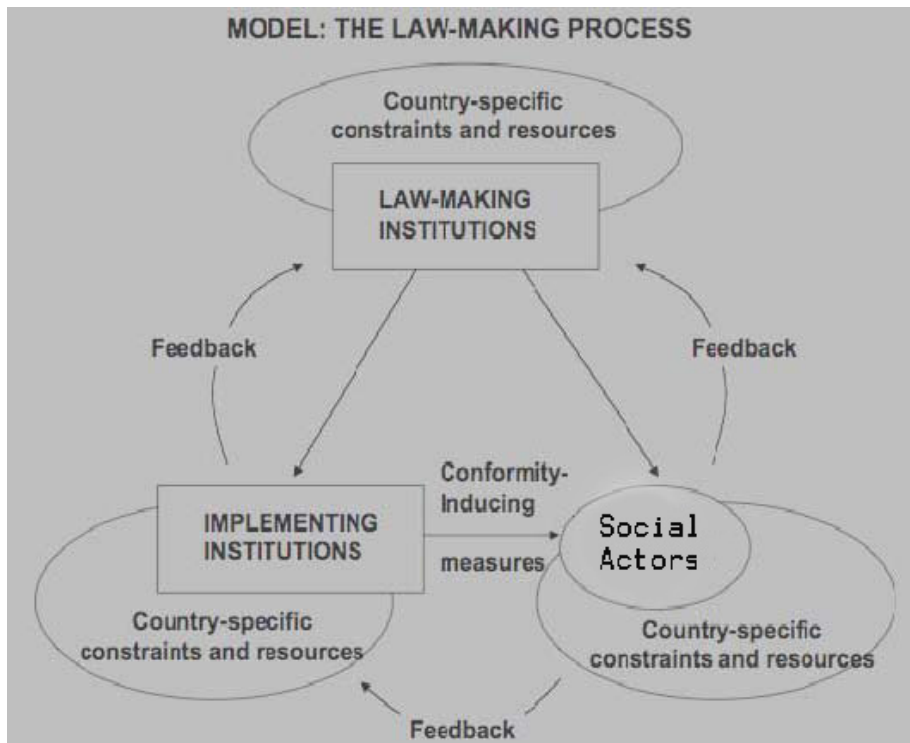 MODEL: THE LAW-MAKING PROCESS
Country-specific
constraints and resources
LAW-MAKING
INSTITUTIONS
Feedback
Feedback
Conformity-
Inducing
measures
IMPLEMENTING
INSTITUTIONS
Social
Actors
Country-specific
constraints and resources
Country-specific
constraints and resources
Feedback